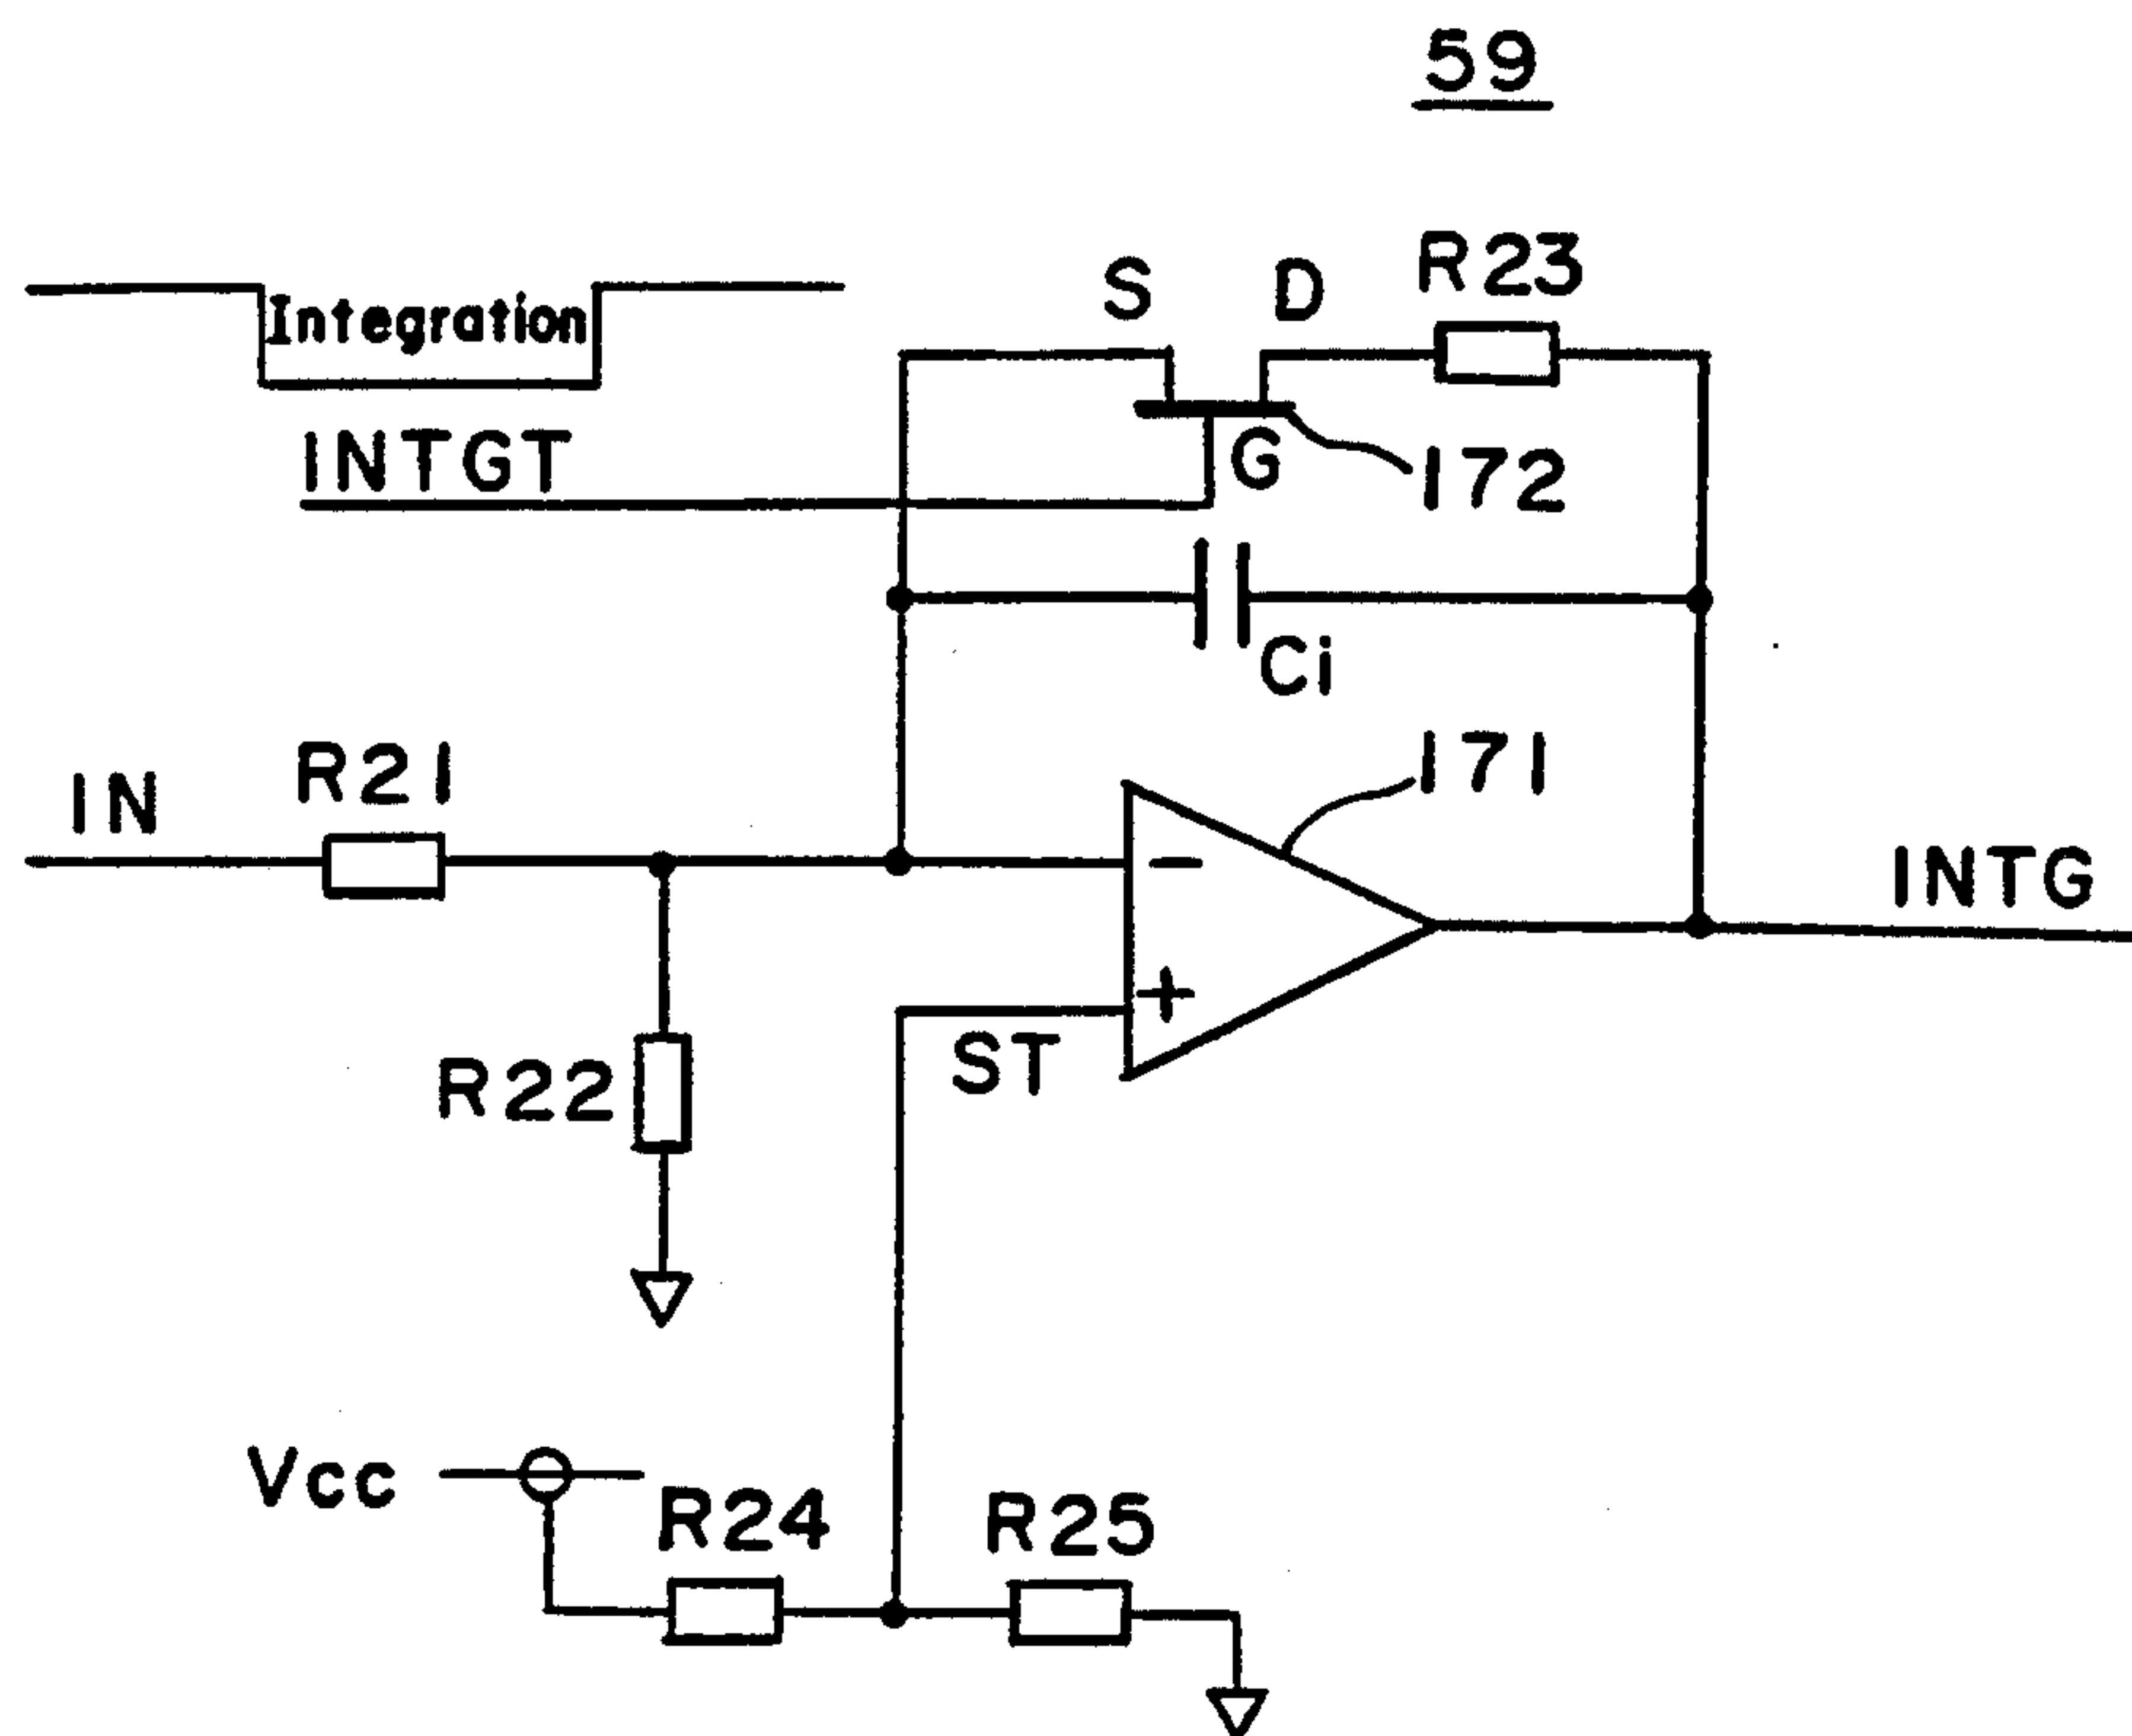 59
Integration
S D R23
INTGT
G
172
Ci
R21
IN
171
INTG
-
+
ST
R22
Vcc
R24
R25